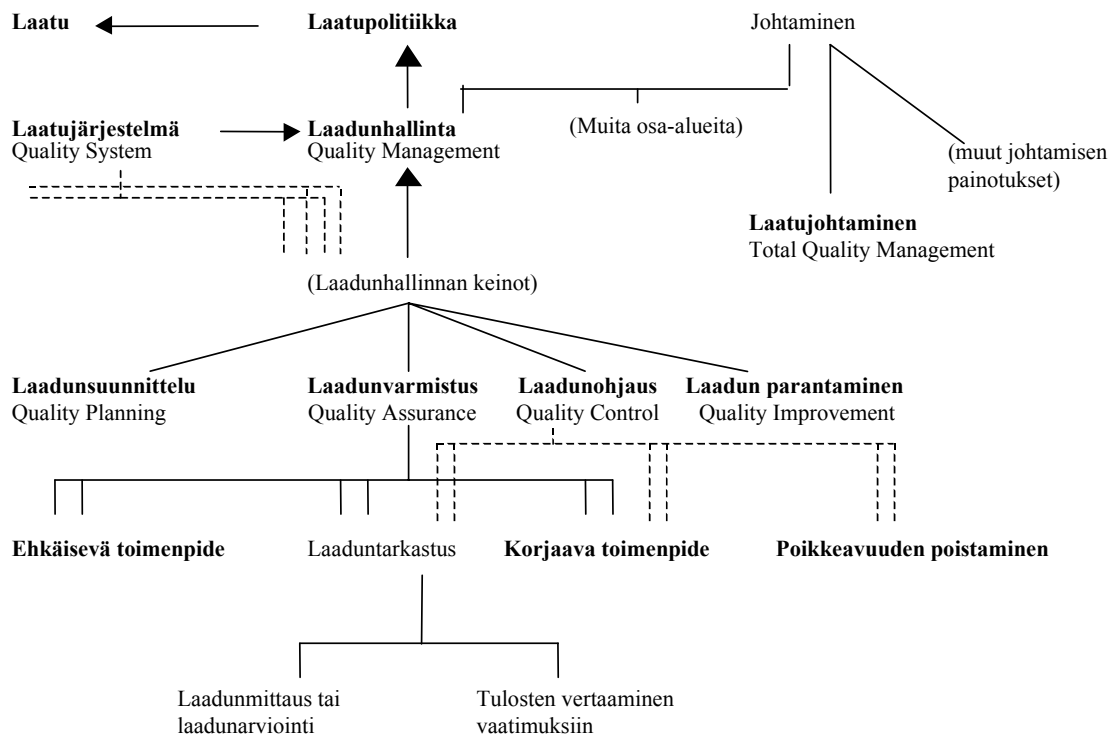 Laatu
Laatupolitiikka
Johtaminen
Laatujärjestelmä
Quality System
Laadunhallinta
Quality Management
(Muita osa-alueita)
(muut johtamisen
painotukset)
Laatujohtaminen
Total Quality Management
(Laadunhallinnan keinot)
Laadunsuunnittelu
Quality Planning
Laadunvarmistus
Quality Assurance
Laadunohjaus
Quality Control
Laadun parantaminen
Quality Improvement
Ehkäisevä toimenpide
Laaduntarkastus
Korjaava toimenpide
Poikkeavuuden poistaminen
Laadunmittaus tai
laadunarviointi
Tulosten vertaaminen
vaatimuksiin